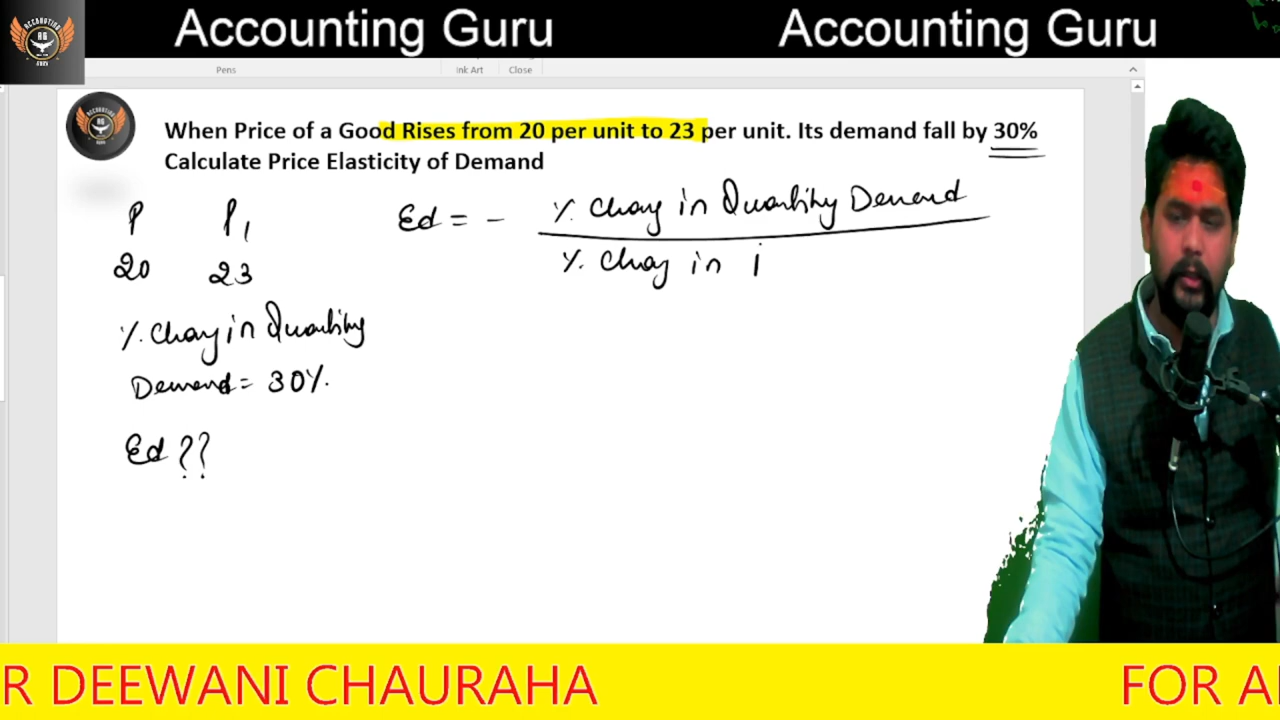 Accounting Guru
Accounting Guru
Pens
Ink Art
Close
When Price of a Good Rises from 20 per unit to 23 per unit. Its demand fall by 30%
Calculate Price Elasticity of Demand
P P1
20 23
% Chang in Quantity
Demand = 30%.
Ed ??
Ed = - % Chang in Quantity Demand
% Chang in
R DEEWANI CHAURAHA
FOR A